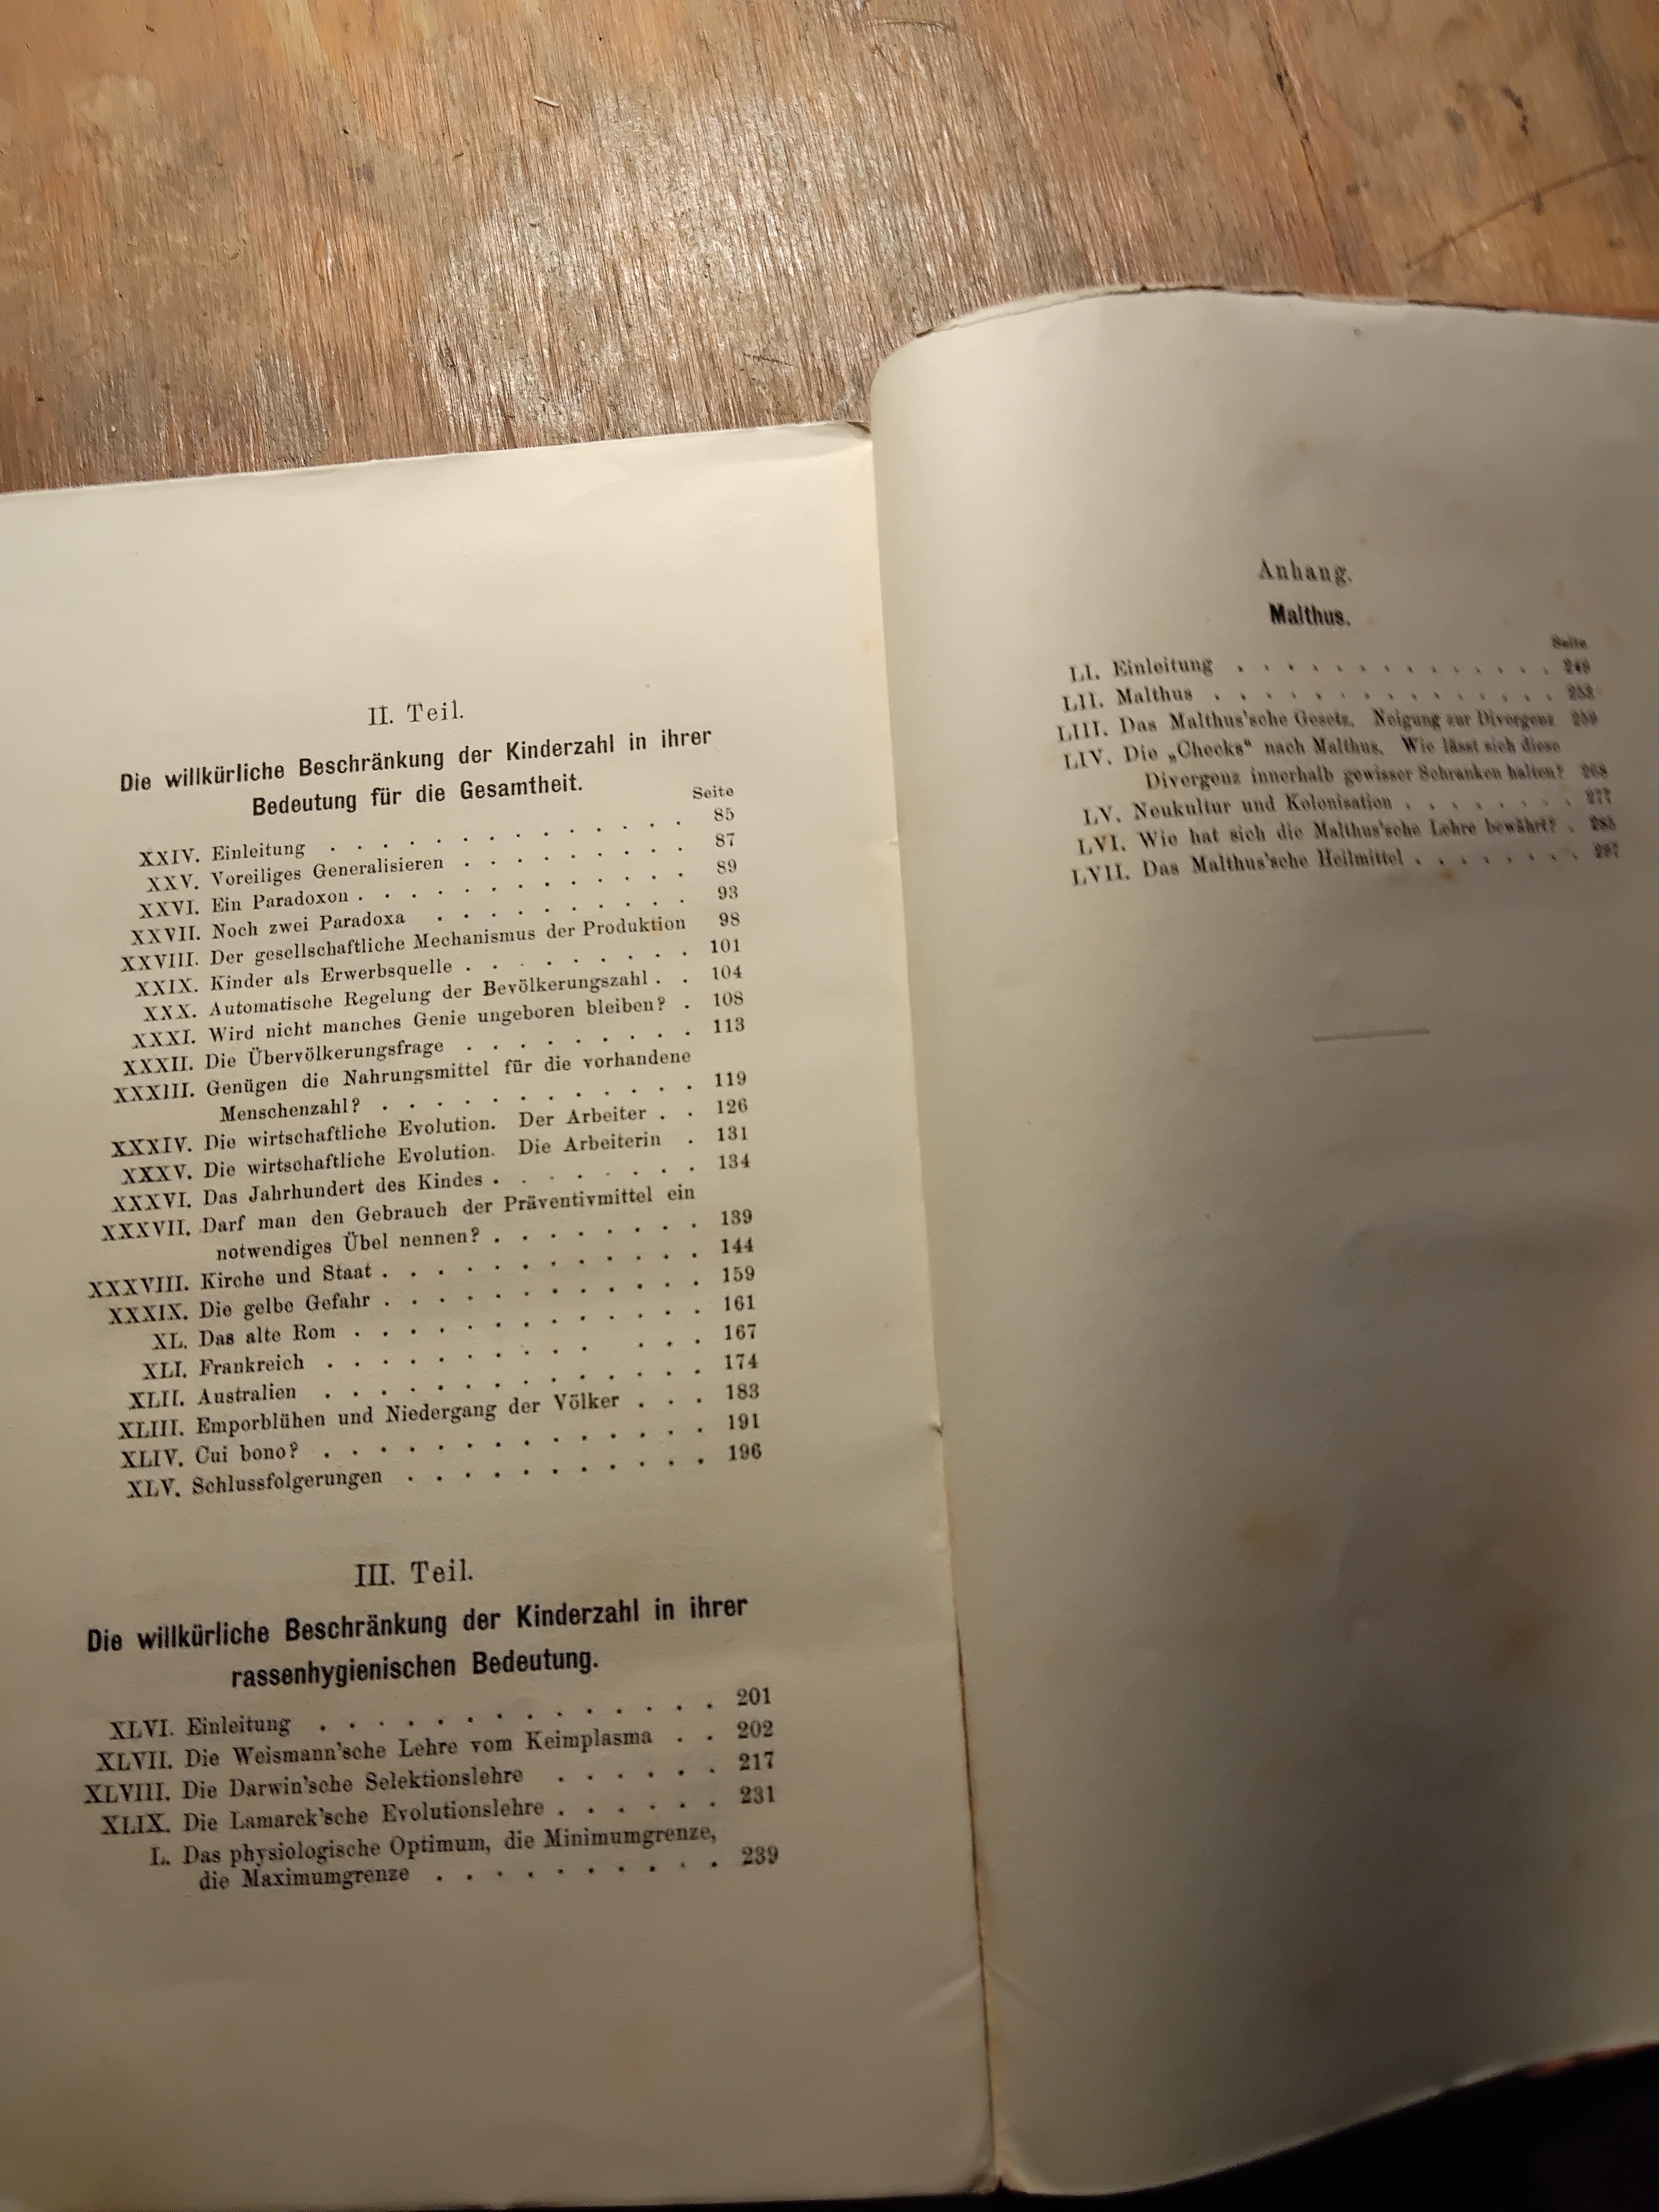 II. Teil.
Die willkürliche Beschränkung der Kinderzahl in ihrer
Bedeutung für die Gesamtheit.
Seite
XXIV. Einleitung . . . . . . . . . . . . . 85
XXV. Voreiliges Generalisieren . . . . . . . . . 87
XXVI. Ein Paradoxon . . . . . . . . . . . . 89
XXVII. Noch zwei Paradoxa . . . . . . . . . . 93
XXVIII. Der gesellschaftliche Mechanismus der Produktion 98
XXIX. Kinder als Erwerbsquelle . . . . . . . . . 101
XXX. Automatische Regelung der Bevölkerungszahl . . 104
XXXI. Wird nicht manches Genie ungeboren bleiben? . 108
XXXII. Die Übervölkerungsfrage . . . . . . . . . 113
XXXIII. Genügen die Nahrungsmittel für die vorhandene
Menschenzahl? . . . . . . . . . . . . 119
XXXIV. Die wirtschaftliche Evolution. Der Arbeiter . . 126
XXXV. Die wirtschaftliche Evolution. Die Arbeiterin . 131
XXXVI. Das Jahrhundert des Kindes . . . . . . . . 134
XXXVII. Darf man den Gebrauch der Präventivmittel ein
notwendiges Übel nennen? . . . . . . . . 139
XXXVIII. Kirche und Staat . . . . . . . . . . . . 144
XXXIX. Die gelbe Gefahr . . . . . . . . . . . . 159
XL. Das alte Rom . . . . . . . . . . . . . 161
XLI. Frankreich . . . . . . . . . . . . . 167
XLII. Australien . . . . . . . . . . . . . . 174
XLIII. Emporblühen und Niedergang der Völker . . . 183
XLIV. Cui bono? . . . . . . . . . . . . . . 191
XLV. Schlussfolgerungen . . . . . . . . . . . 196
III. Teil.
Die willkürliche Beschränkung der Kinderzahl in ihrer
rassenhygienischen Bedeutung.
XLVI. Einleitung . . . . . . . . . . . . . . 201
XLVII. Die Weismann'sche Lehre vom Keimplasma . . 202
XLVIII. Die Darwin'sche Selektionslehre . . . . . . 217
XLIX. Die Lamarck'sche Evolutionslehre . . . . . . 231
L. Das physiologische Optimum, die Minimumgrenze,
die Maximumgrenze . . . . . . . . . . 239
Anhang.
Malthus.
Seite
LI. Einleitung . . . . . . . . . . . . . 249
LII. Malthus . . . . . . . . . . . . . . 253
LIII. Das Malthus'sche Gesetz. Neigung zur Divergenz 259
LIV. Die „Checks“ nach Malthus. Wie lässt sich diese
Divergenz innerhalb gewisser Schranken halten? 268
LV. Neukultur und Kolonisation . . . . . . . 277
LVI. Wie hat sich die Malthus'sche Lehre bewährt? . 285
LVII. Das Malthus'sche Heilmittel . . . . . . . 297